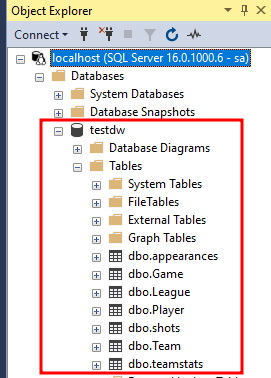 Object Explorer
Connect
localhost (SQL Server 16.0.1000.6 - sa)
Databases
System Databases
Database Snapshots
testdw
Database Diagrams
Tables
System Tables
FileTables
External Tables
Graph Tables
dbo.appearances
dbo.Game
dbo.League
dbo.Player
dbo.shots
dbo.Team
dbo.teamstats